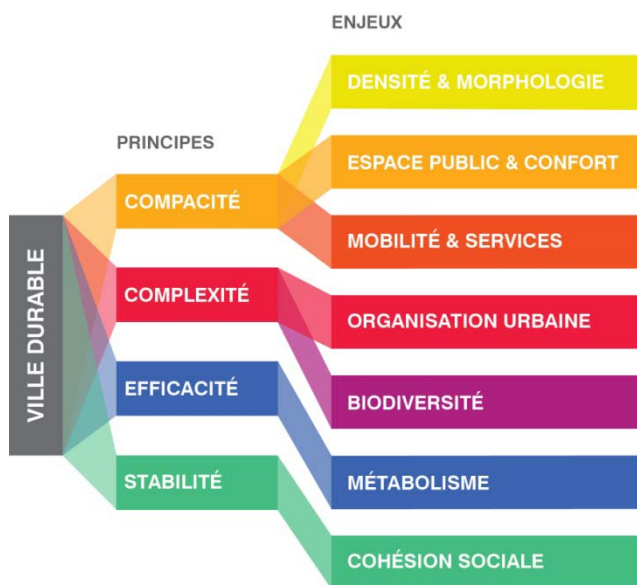 ENJEUX
DENSITÉ & MORPHOLOGIE
PRINCIPES
ESPACE PUBLIC & CONFORT
COMPACITÉ
MOBILITÉ & SERVICES
VILLE DURABLE
COMPLEXITÉ
ORGANISATION URBAINE
EFFICACITÉ
BIODIVERSITÉ
STABILITÉ
MÉTABOLISME
COHÉSION SOCIALE